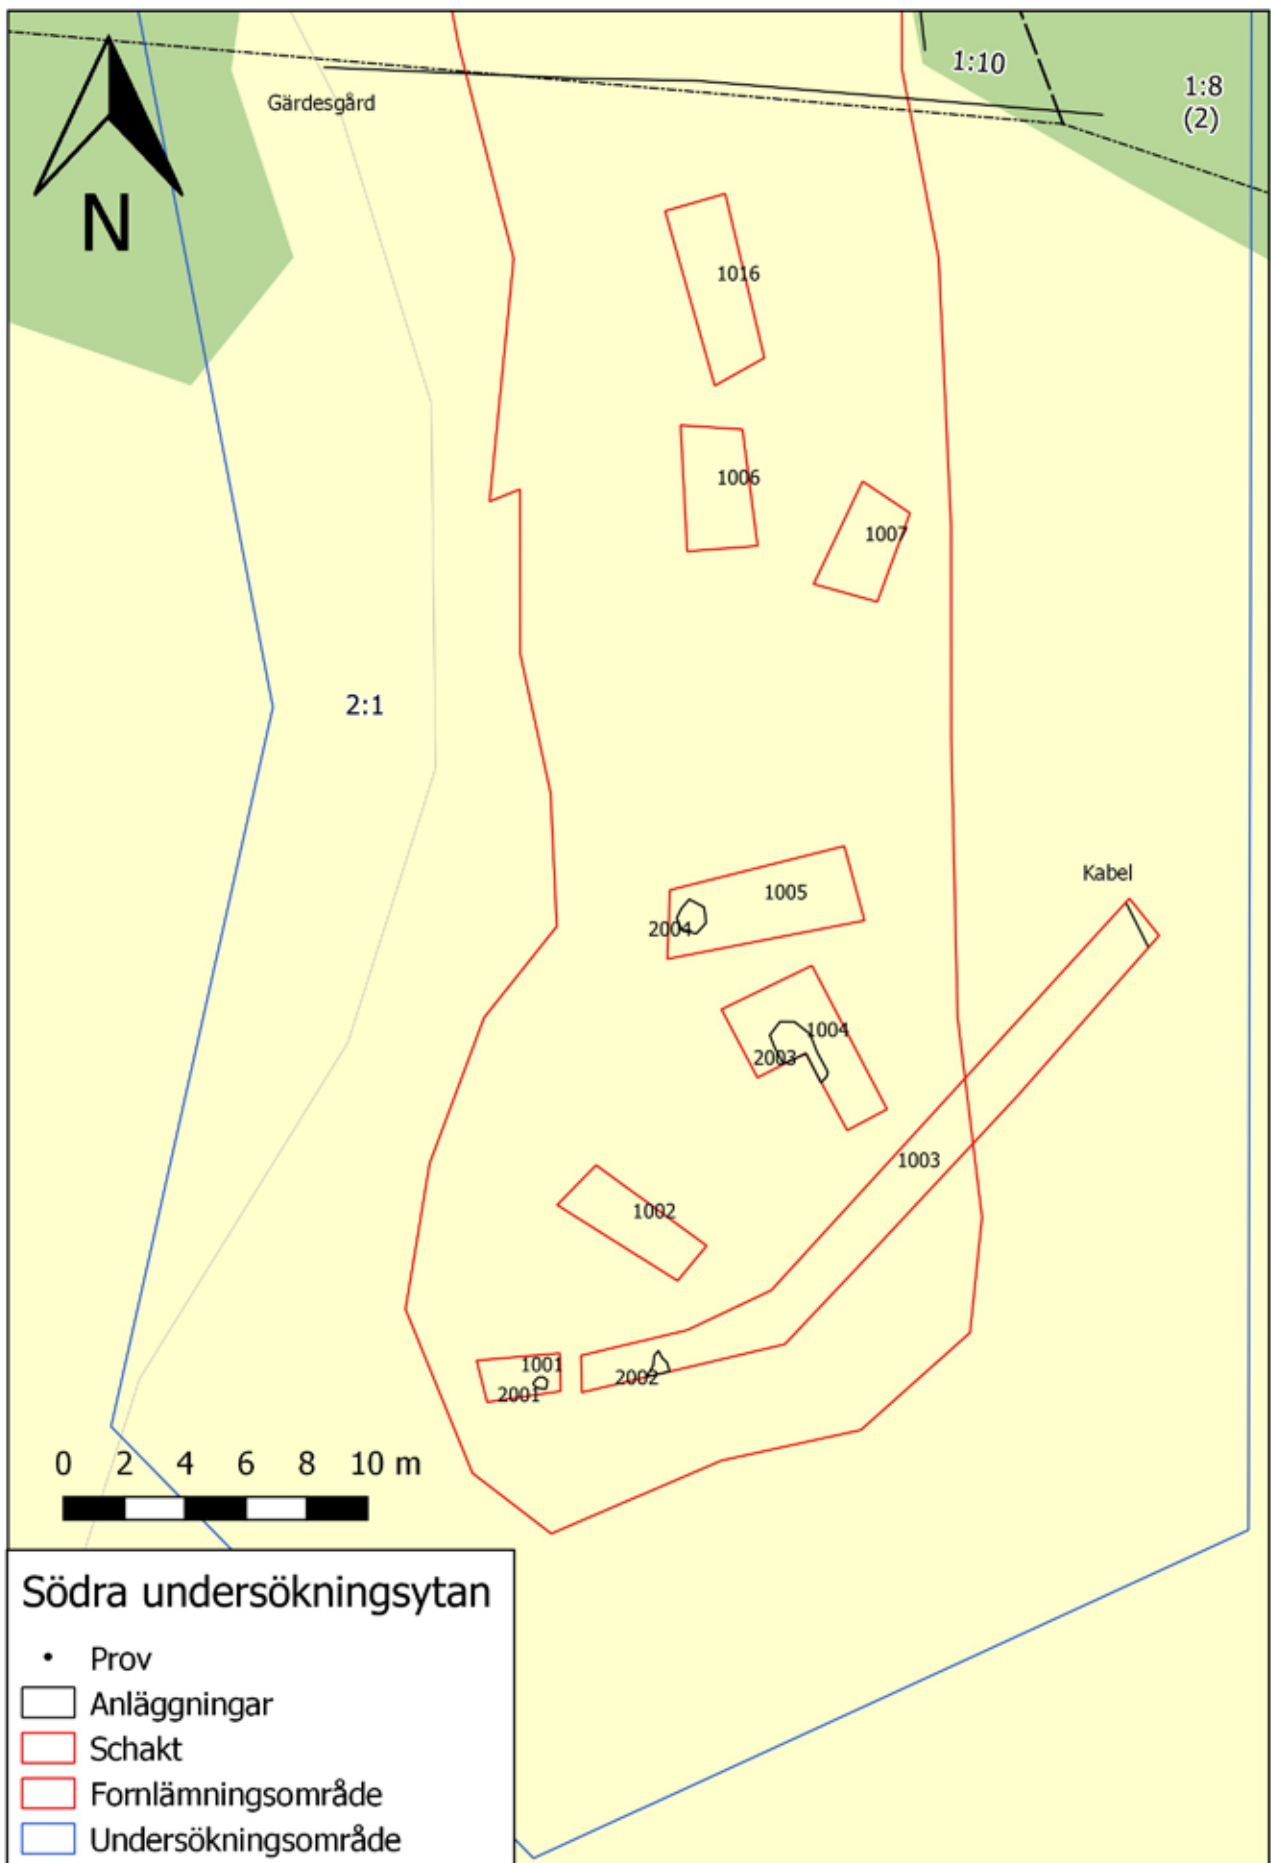 1:10
1:8
(2)
Gärdesgård
N
1016
1006
1007
2:1
Kabel
1005
2004
1004
2003
1003
1002
1001
2001
2002
0 2 4 6 8 10 m
Södra undersökningsytan
Prov
Anläggningar
Schakt
Fornlämningsområde
Undersökningsområde